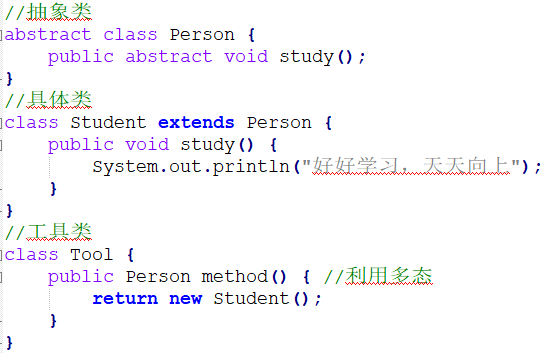 //抽象类
abstract class Person {
    public abstract void study();
}
//具体类
class Student extends Person {
    public void study() {
        System.out.println("好好学习，天天向上");
    }
}
//工具类
class Tool {
    public Person method() { //利用多态
        return new Student();
    }
}